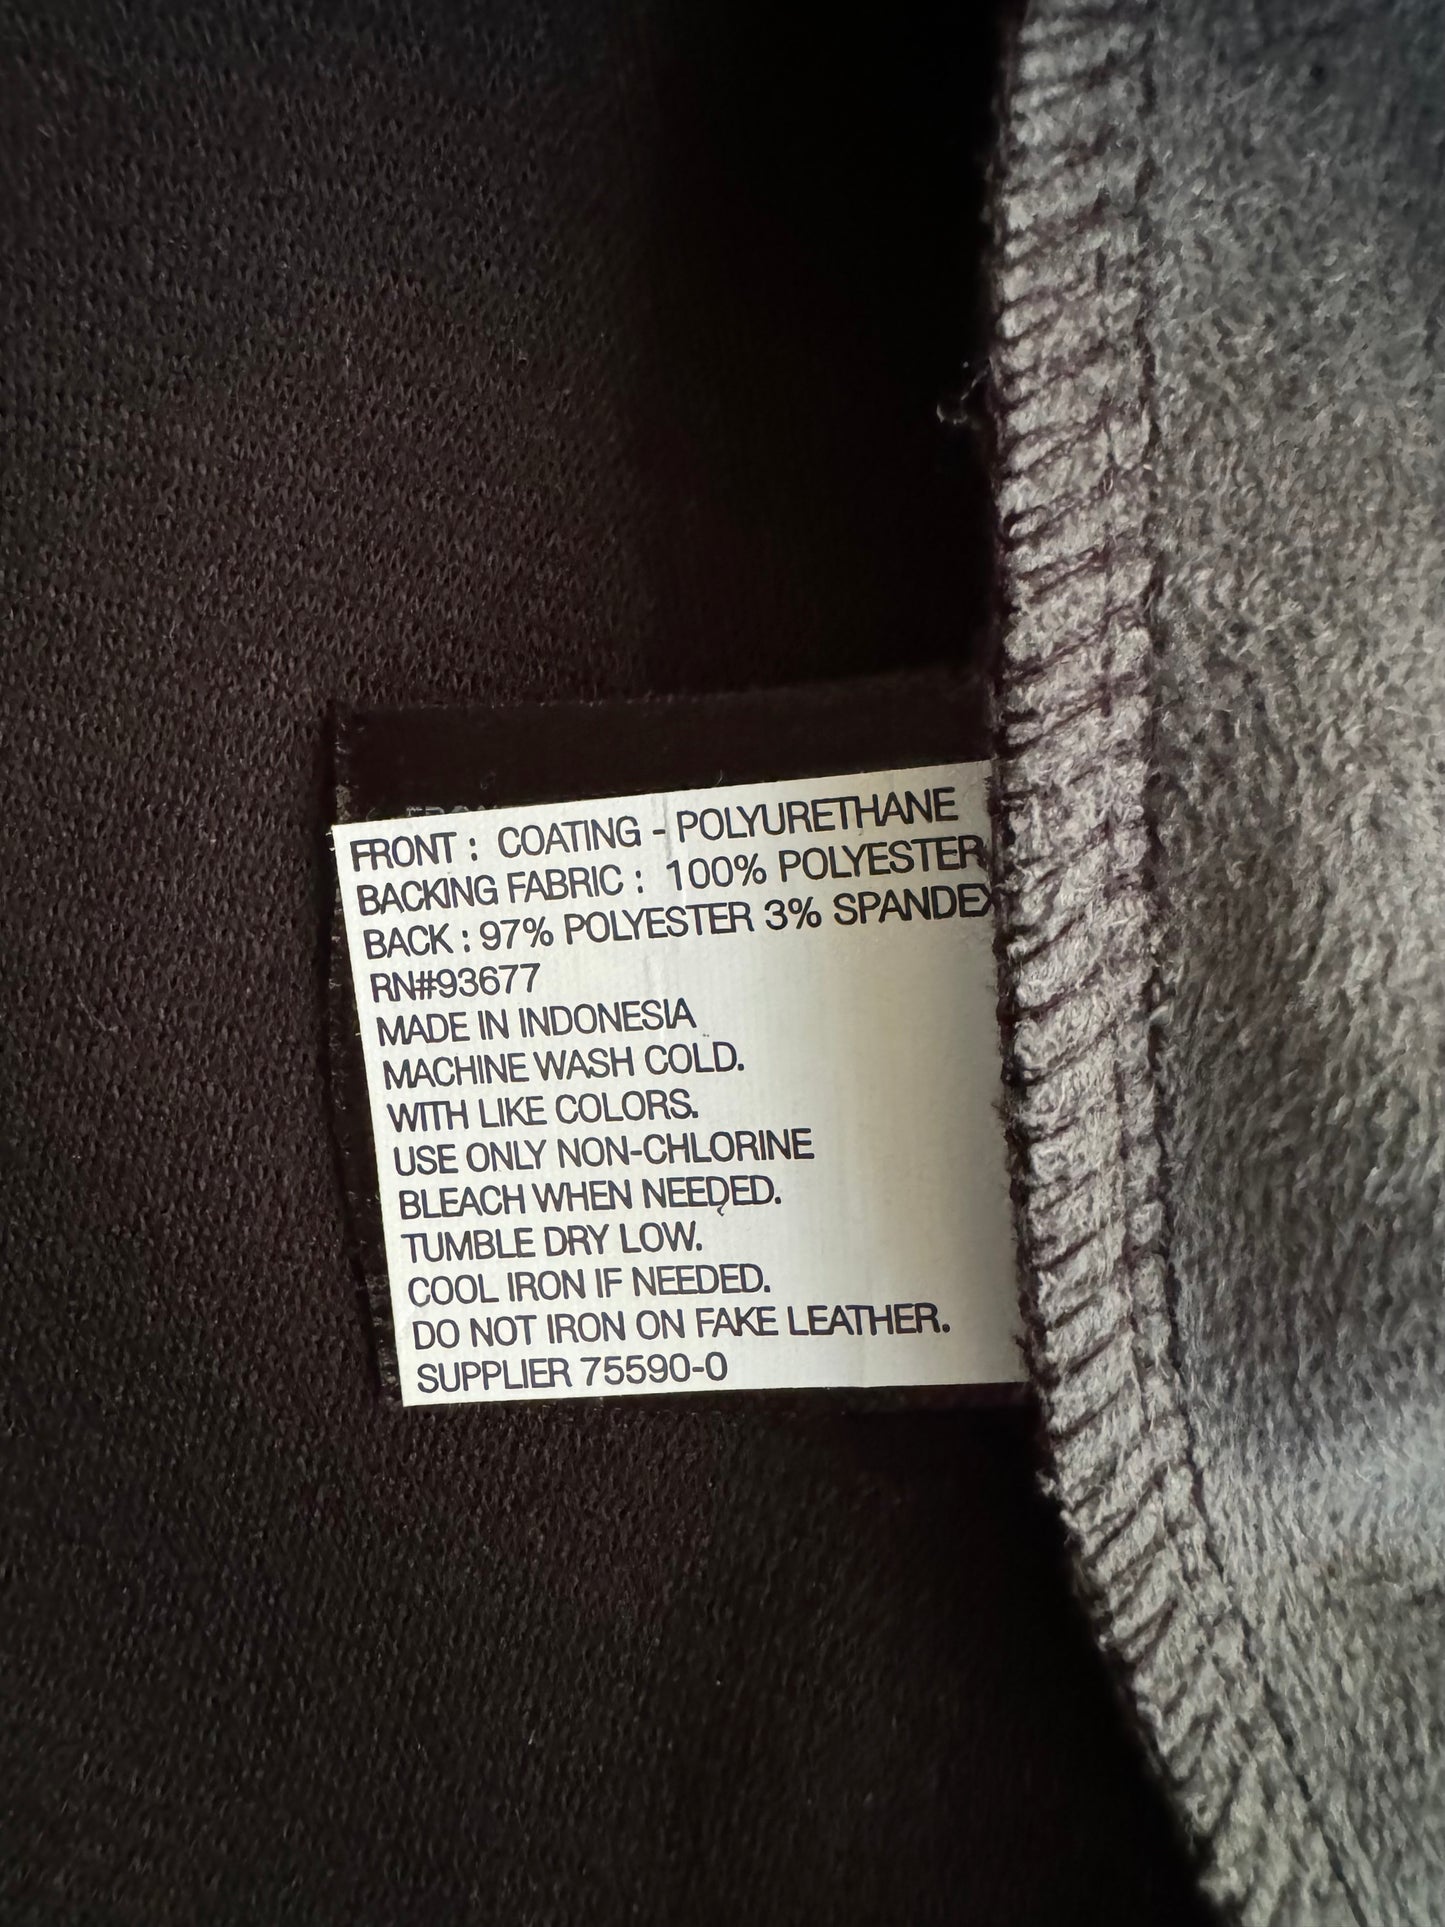 FRONT : COATING - POLYURETHANE
BACKING FABRIC : 100% POLYESTER
BACK : 97% POLYESTER 3% SPANDEX
RN#93677
MADE IN INDONESIA
MACHINE WASH COLD.
WITH LIKE COLORS.
USE ONLY NON-CHLORINE
BLEACH WHEN NEEDED.
TUMBLE DRY LOW.
COOL IRON IF NEEDED.
DO NOT IRON ON FAKE LEATHER.
SUPPLIER 75590-0